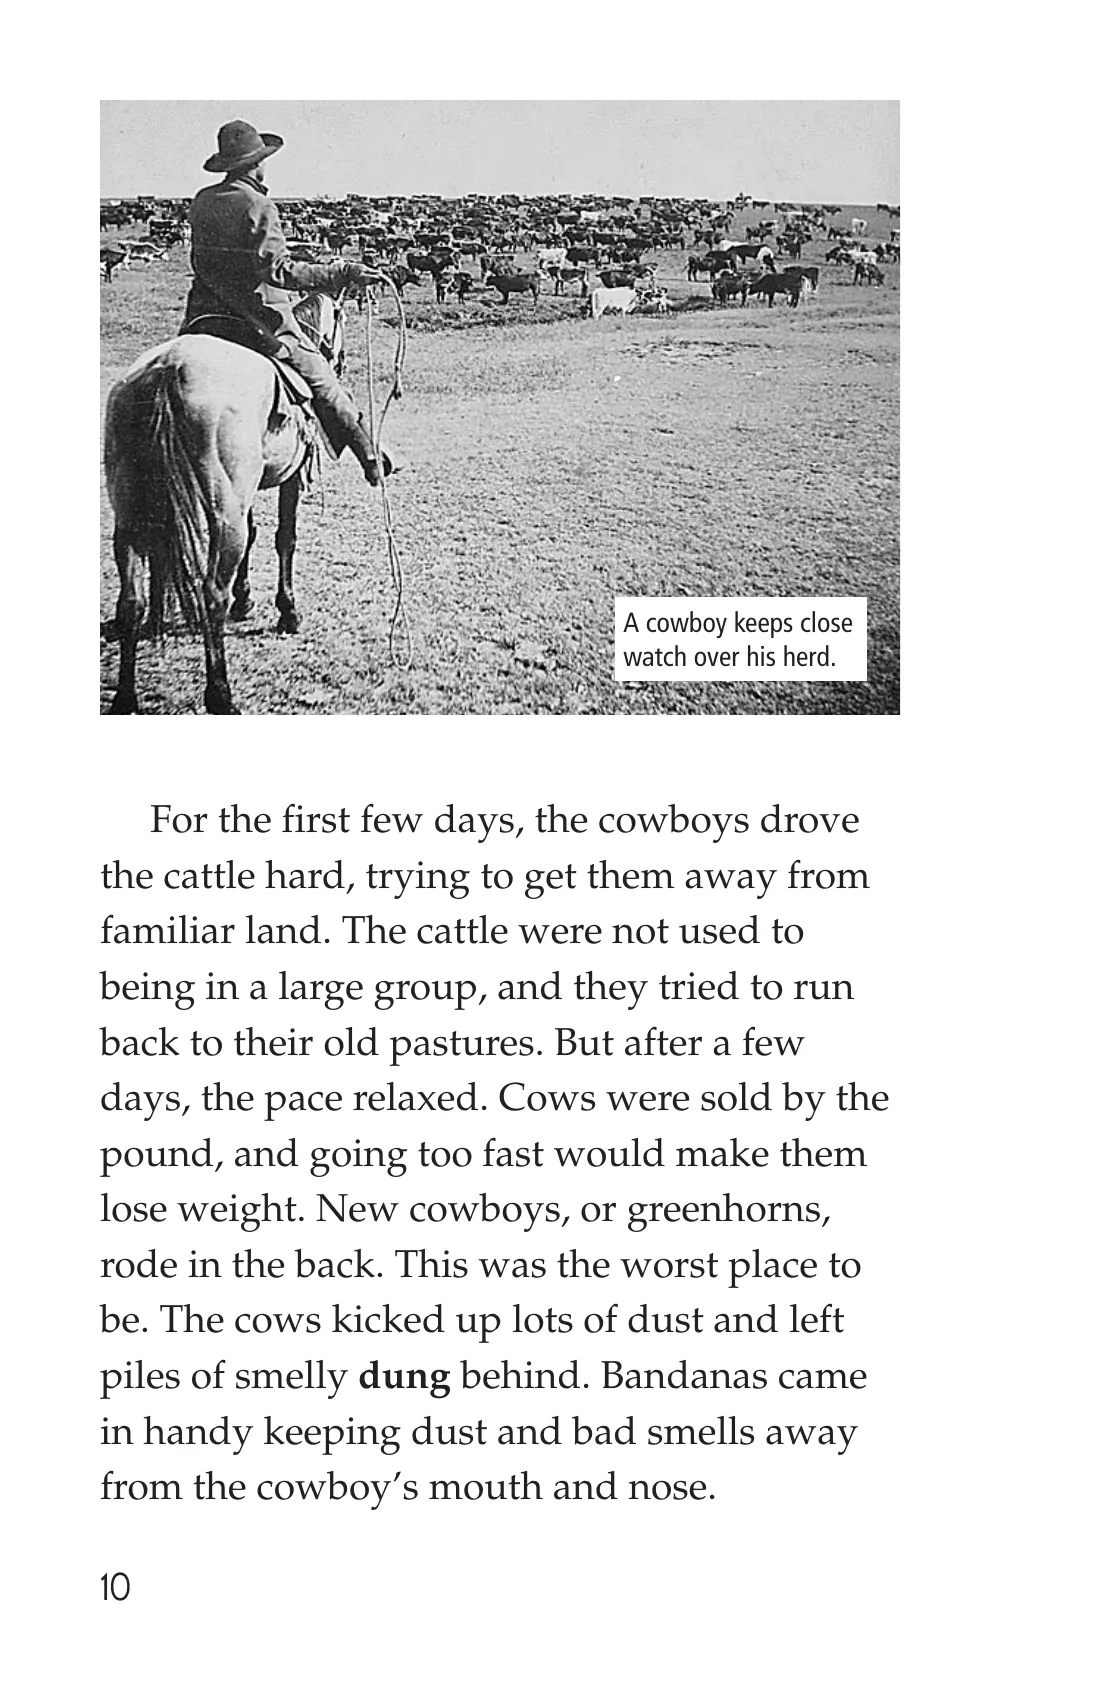 A cowboy keeps close
watch over his herd.
For the first few days, the cowboys drove
the cattle hard, trying to get them away from
familiar land. The cattle were not used to
being in a large group, and they tried to run
back to their old pastures. But after a few
days, the pace relaxed. Cows were sold by the
pound, and going too fast would make them
lose weight. New cowboys, or greenhorns,
rode in the back. This was the worst place to
be. The cows kicked up lots of dust and left
piles of smelly dung behind. Bandanas came
in handy keeping dust and bad smells away
from the cowboy’s mouth and nose.
10